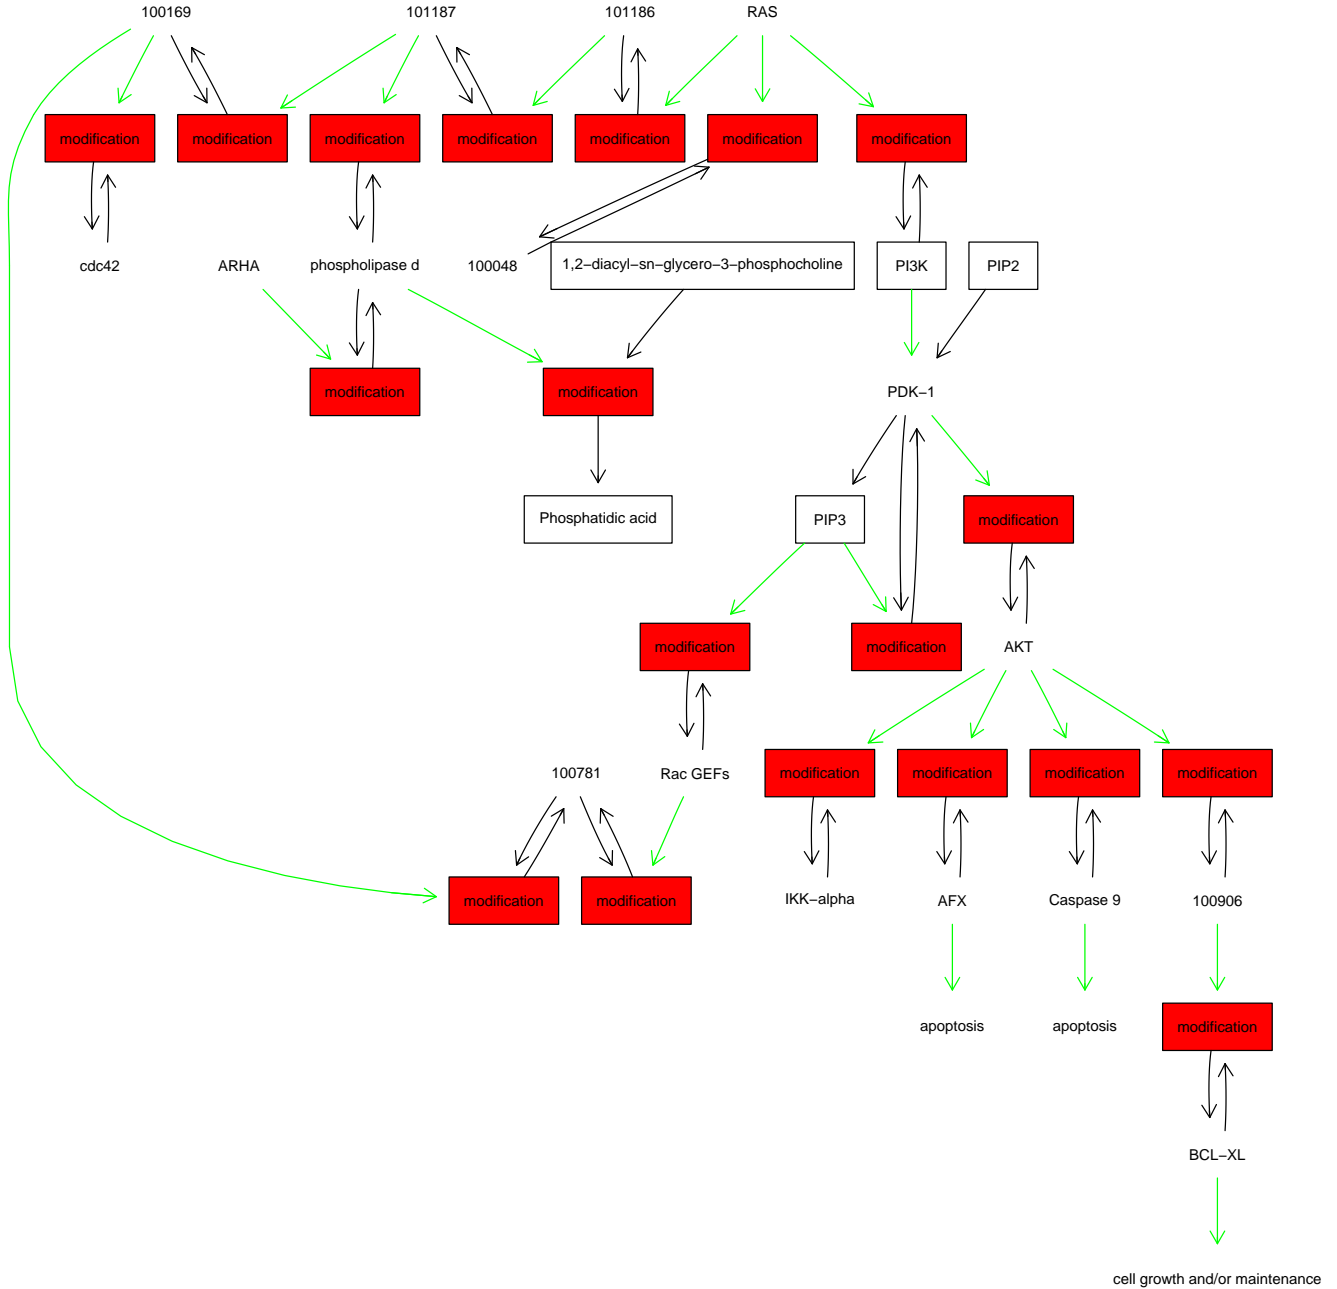 100169
101187
101186
RAS
modification
modification
modification
modification
modification
modification
modification
cdc42
ARHA
phospholipase d
100048
1,2−diacyl−sn−glycero−3−phosphocholine
PI3K
PIP2
modification
modification
PDK−1
Phosphatidic acid
PIP3
modification
modification
modification
AKT
100781
Rac GEFs
modification
modification
modification
modification
modification
modification
IKK−alpha
AFX
Caspase 9
100906
apoptosis
apoptosis
modification
BCL−XL
cell growth and/or maintenance